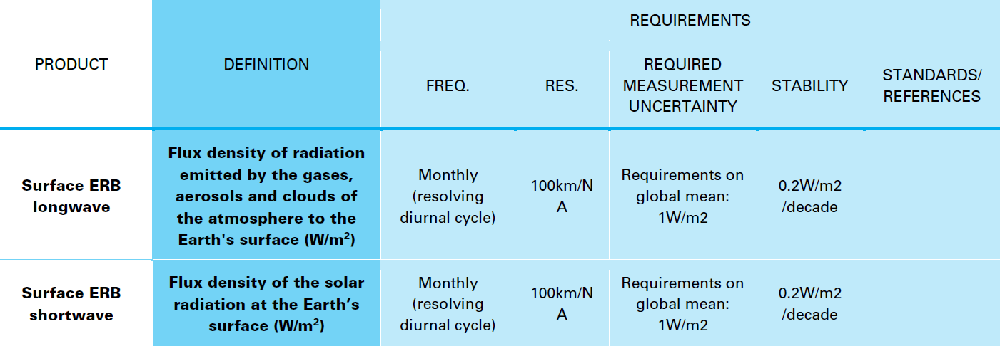 REQUIREMENTS
PRODUCT
DEFINITION
FREQ.
RES.
REQUIRED
MEASUREMENT
UNCERTAINTY
STABILITY
STANDARDS/
REFERENCES
Surface ERB
longwave
Flux density of radiation
emitted by the gases,
aerosols and clouds of
the atmosphere to the
Earth's surface (W/m²)
Monthly
(resolving
diurnal cycle)
100km/N
A
Requirements on
global mean:
1W/m2
0.2W/m2
/decade
Surface ERB
shortwave
Flux density of the solar
radiation at the Earth’s
surface (W/m²)
Monthly
(resolving
diurnal cycle)
100km/N
A
Requirements on
global mean:
1W/m2
0.2W/m2
/decade